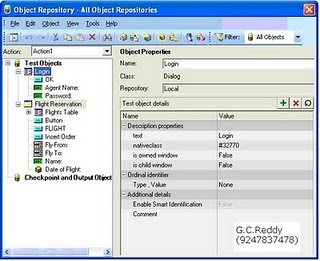 Object Repository - All Object Repositories
File Edit Object View Tools Help
Filter: All Objects
Action: Action1
Test Objects
Login
OK
Agent Name:
Password:
Flight Reservation
Flights Table
Button
FLIGHT
Insert Order
Fly From:
Fly To:
Name:
Date of Flight:
Checkpoint and Output Objec
Object Properties
Name: Login
Class: Dialog
Repository: Local
Test object details
Name Value
Description properties
text Login
nativeclass #32770
is owned window False
is child window False
Ordinal identifier
Type , Value None
Additional details
Enable Smart Identification False
Comment
G.C.Reddy
(9247837478)